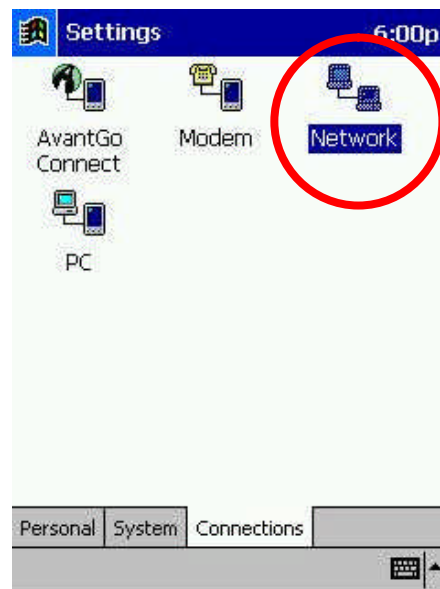 Settings 6:00p
AvantGo Connect
Modem
Network
PC
Personal System Connections